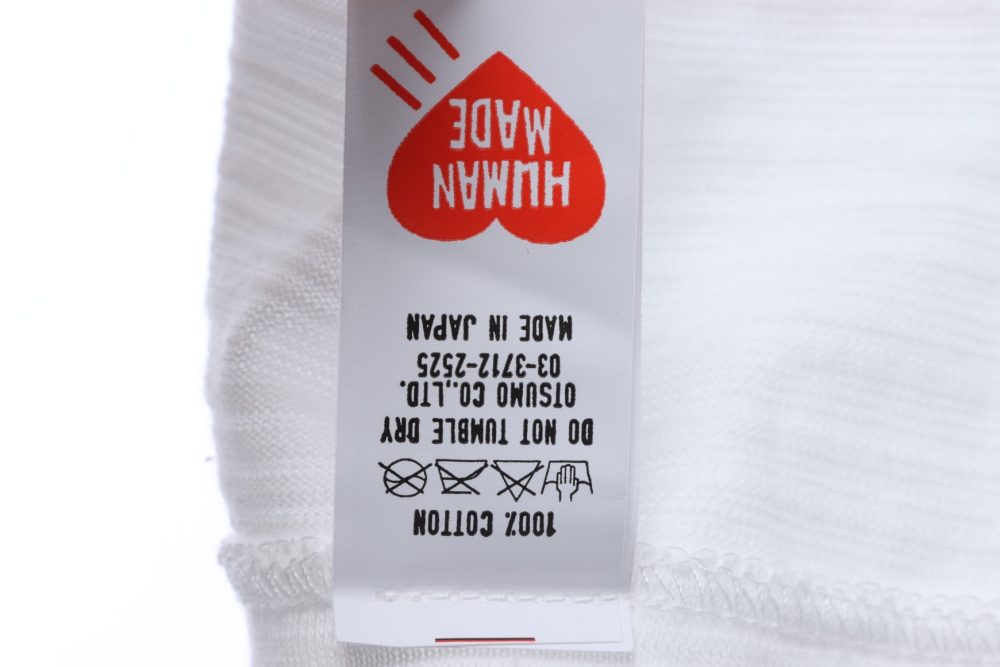 100% COTTON
DO NOT TUMBLE DRY
OTSUMO CO.,LTD.
03-3712-2525
MADE IN JAPAN
HUMAN
MADE